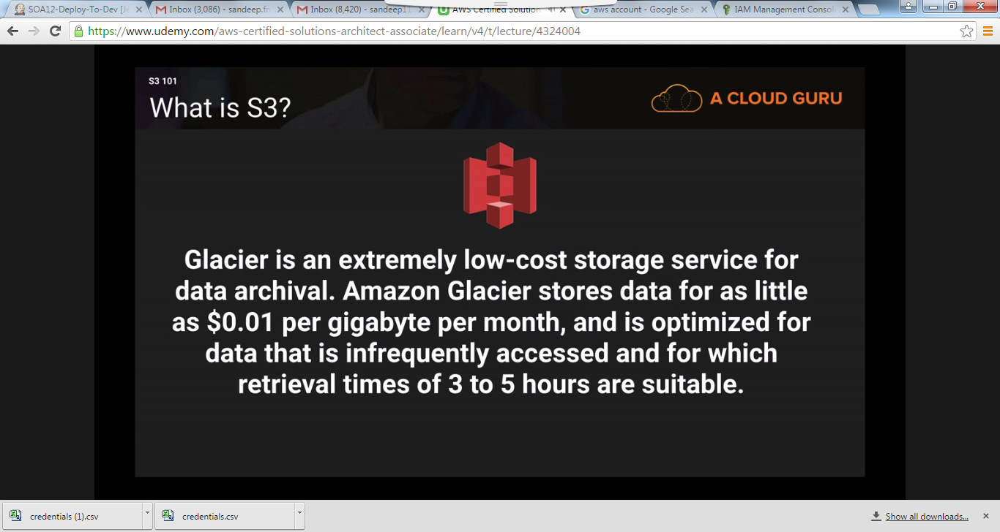 SOA12-Deploy-To-Dev [Je
Inbox (3,086) - sandeep.fr
Inbox (8,420) - sandeep11
AWS Certified Solution
aws account - Google Sea
IAM Management Consol
https://www.udemy.com/aws-certified-solutions-architect-associate/learn/v4/t/lecture/4324004
S3 101
What is S3?
A CLOUD GURU
Glacier is an extremely low-cost storage service for
data archival. Amazon Glacier stores data for as little
as $0.01 per gigabyte per month, and is optimized for
data that is infrequently accessed and for which
retrieval times of 3 to 5 hours are suitable.
credentials (1).csv
credentials.csv
Show all downloads...